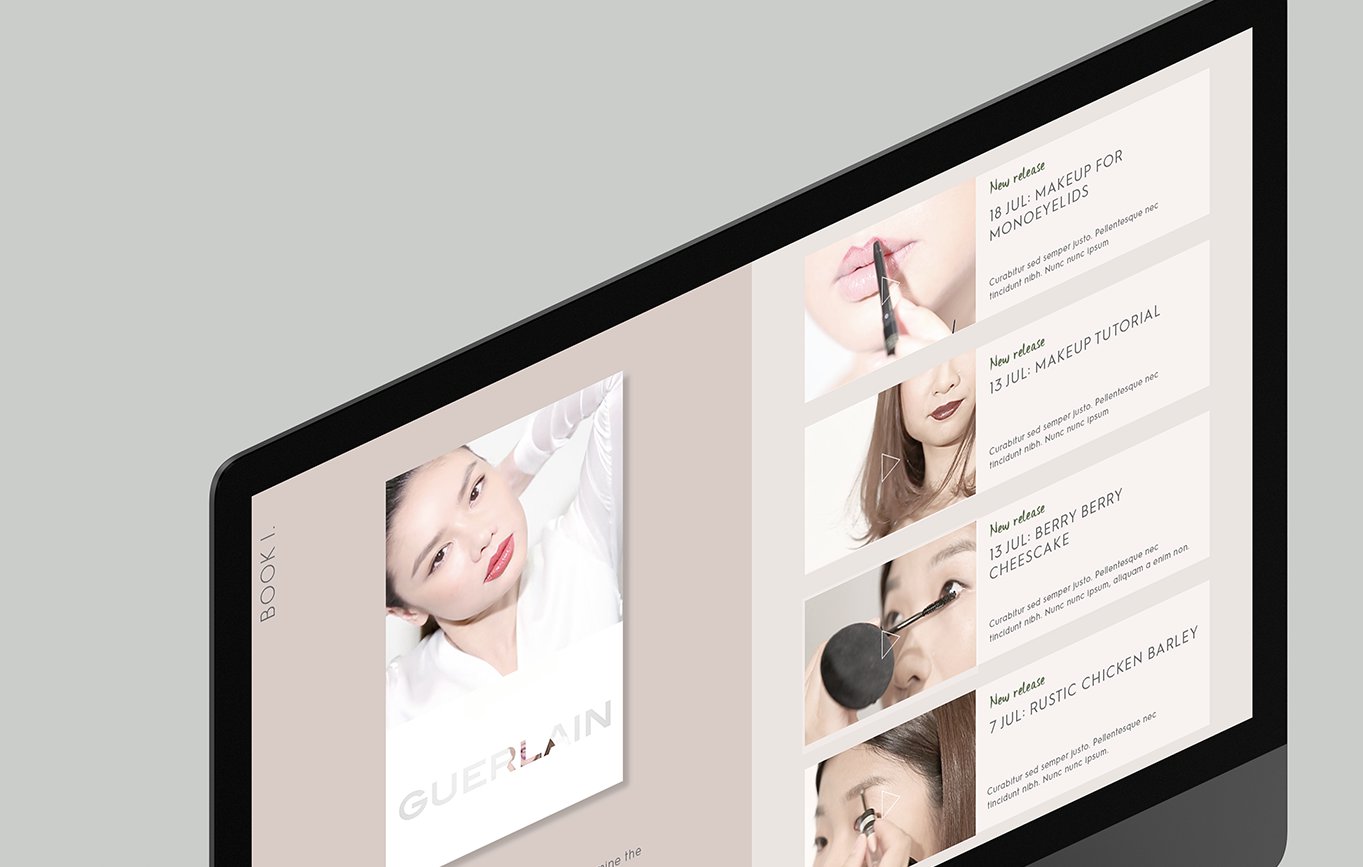 BOOK I.
GUERLAIN
the
New release
18 JUL: MAKEUP FOR
MONOEYELIDS
Curabitur sed semper justo. Pellentesque nec
tincidunt nibh. Nunc nunc ipsum
New release
13 JUL: MAKEUP TUTORIAL
Curabitur sed semper justo. Pellentesque nec
tincidunt nibh. Nunc nunc ipsum
New release
13 JUL: BERRY BERRY
CHEESCAKE
Curabitur sed semper justo. Pellentesque nec
tincidunt nibh. Nunc nunc ipsum, aliquam a enim non.
New release
7 JUL: RUSTIC CHICKEN BARLEY
Curabitur sed semper justo. Pellentesque nec
tincidunt nibh. Nunc nunc ipsum.